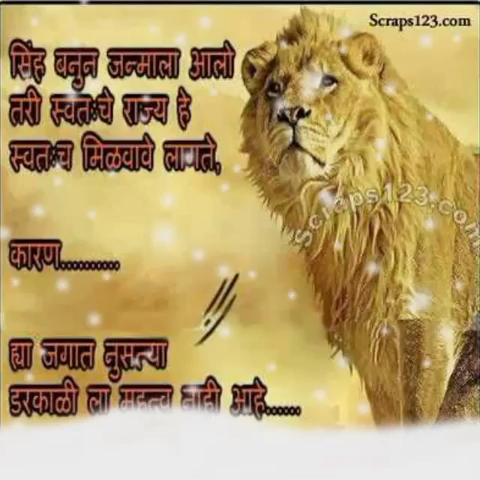 Scraps123.com
सिंह बनुन जन्माला आलो
तरी स्वतःचे राज्य हे
स्वतःच मिळवावे लागते,
Scraps123.com
कारण..........
ह्या जगात नुसत्या
डरकाळी ला महत्व नाही आहे......